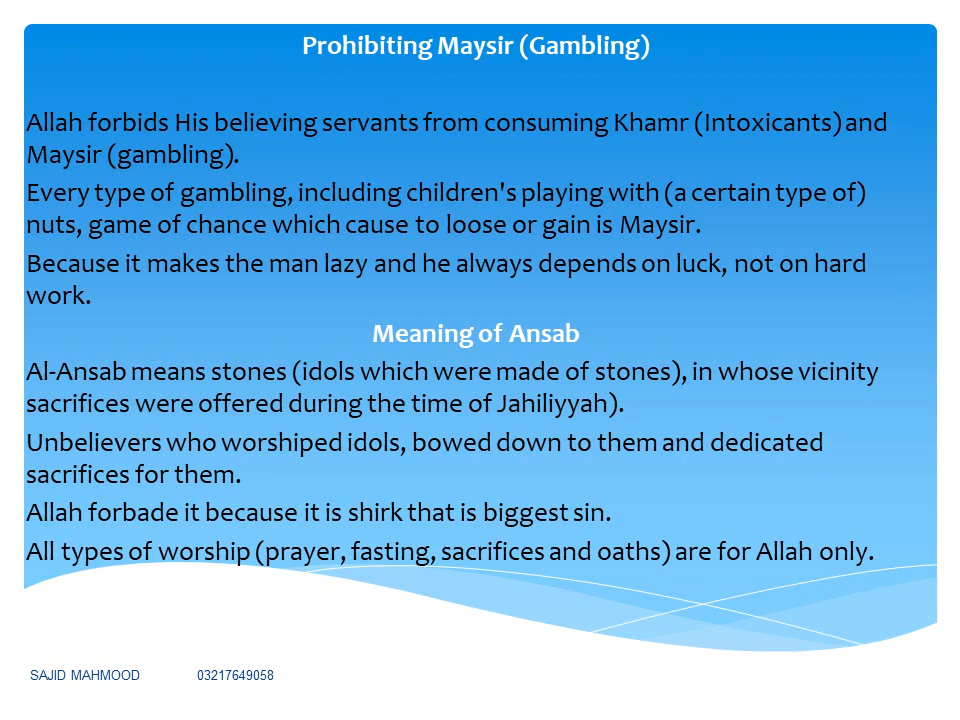 Prohibiting Maysir (Gambling)
Allah forbids His believing servants from consuming Khamr (Intoxicants) and
Maysir (gambling).
Every type of gambling, including children's playing with (a certain type of)
nuts, game of chance which cause to loose or gain is Maysir.
Because it makes the man lazy and he always depends on luck, not on hard
work.
Meaning of Ansab
Al-Ansab means stones (idols which were made of stones), in whose vicinity
sacrifices were offered during the time of Jahiliyyah).
Unbelievers who worshiped idols, bowed down to them and dedicated
sacrifices for them.
Allah forbade it because it is shirk that is biggest sin.
All types of worship (prayer, fasting, sacrifices and oaths) are for Allah only.
SAJID MAHMOOD 03217649058